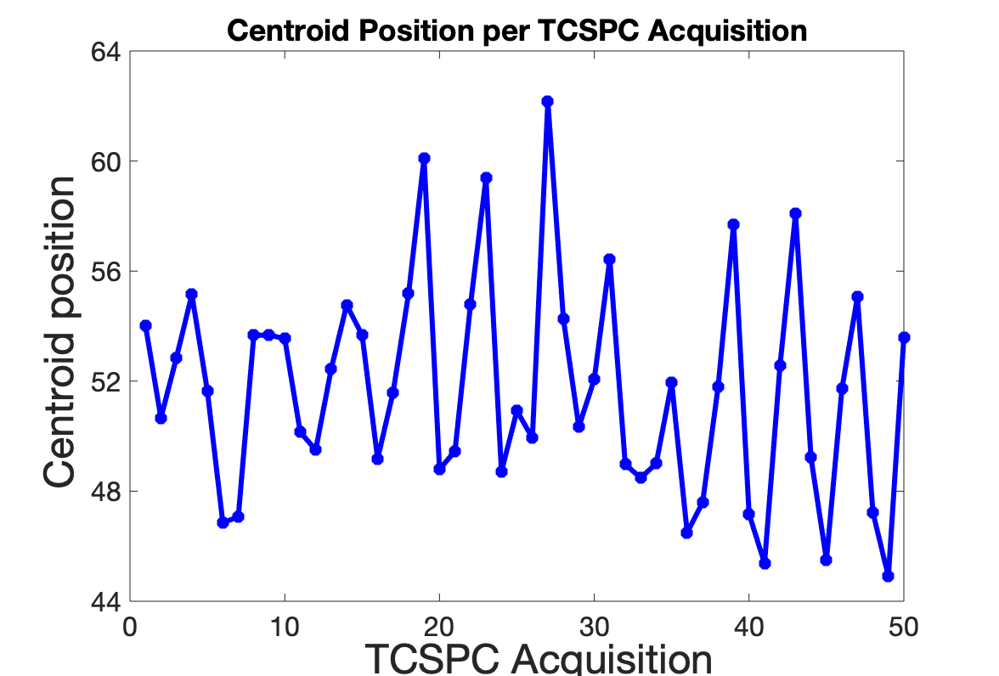 Centroid Position per TCSPC Acquisition
64
60
56
52
48
44
Centroid position
0 10 20 30 40 50
TCSPC Acquisition